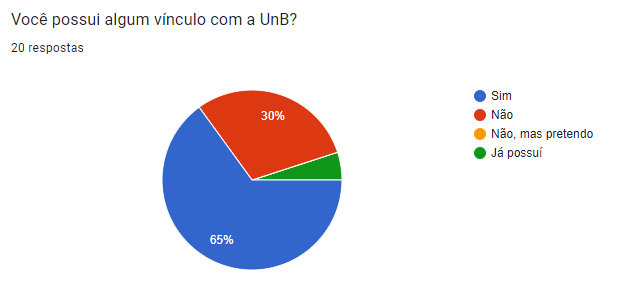 Você possui algum vínculo com a UnB?
20 respostas
Sim
Não
Não, mas pretendo
Já possuí
30%
65%